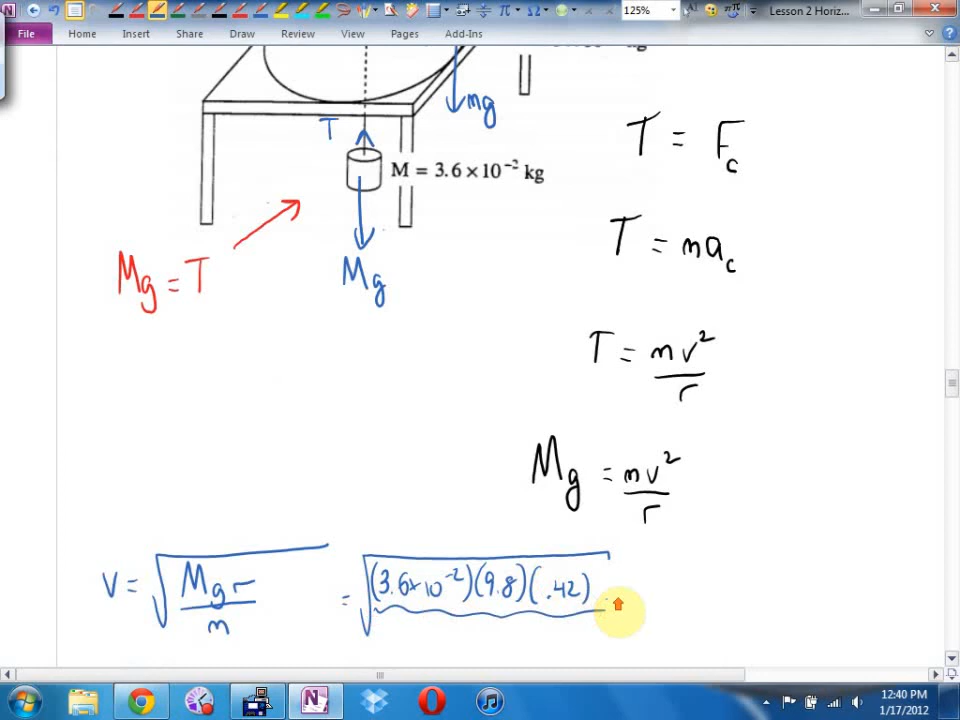 125%
Lesson 2 Horiz...
File Home Insert Share Draw Review View Pages Add-Ins
mg
T
M = 3.6×10⁻² kg
Mg
Mg = T
T = Fc
T = mac
T = mv²
r
Mg = mv²
r
V = √Mgr = √(3.6×10⁻²)(9.8)(.42)
m
12:40 PM
1/17/2012